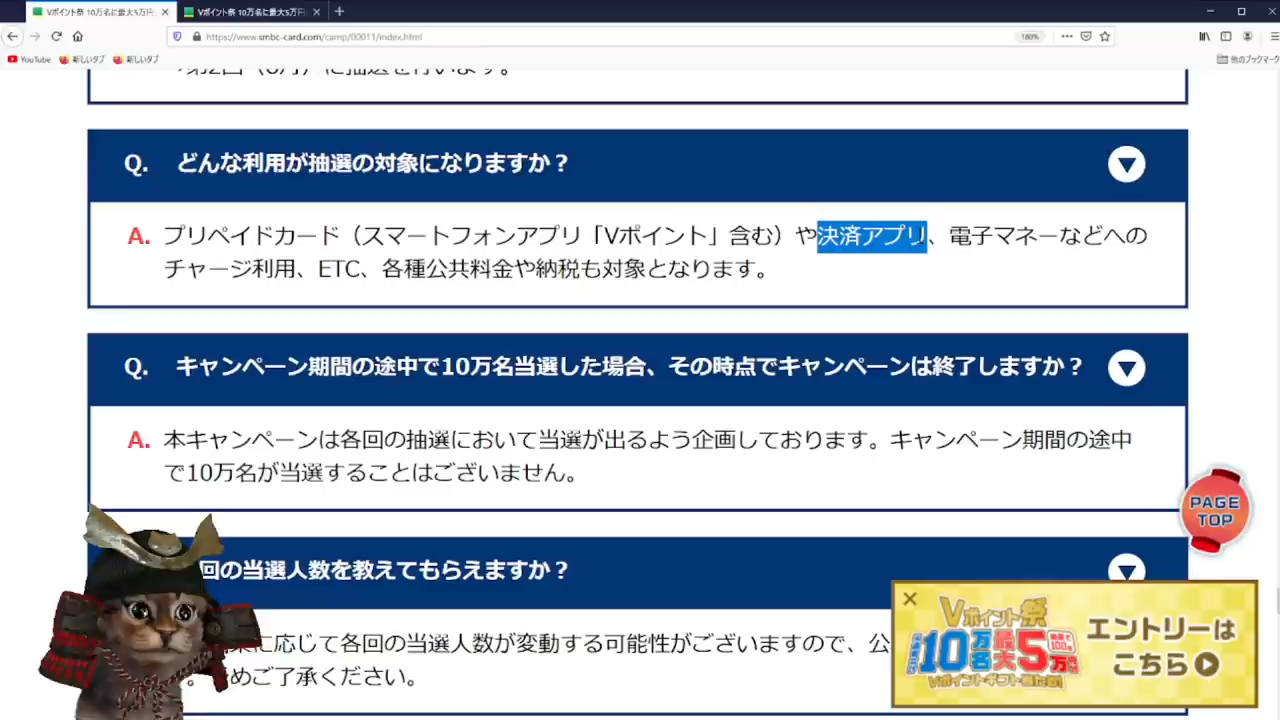 Vポイント祭 10万名に最大5万円
Vポイント祭 10万名に最大5万円
https://www.smbc-card.com/camp/00011/index.html
180%
YouTube
新しいタブ
新しいタブ
他のブックマーク
Q. どんな利用が抽選の対象になりますか？
A. プリペイドカード（スマートフォンアプリ「Vポイント」含む）や決済アプリ、電子マネーなどへの
チャージ利用、ETC、各種公共料金や納税も対象となります。
Q. キャンペーン期間の途中で10万名当選した場合、その時点でキャンペーンは終了しますか？
A. 本キャンペーンは各回の抽選において当選が出るよう企画しております。キャンペーン期間の途中
で10万名が当選することはございません。
PAGE
TOP
回の当選人数を教えてもらえますか？
に応じて各回の当選人数が変動する可能性がございますので、公
めご了承ください。
Vポイント祭
10万名最大5万
Vポイントギフト当たる!
エントリーは
こちら